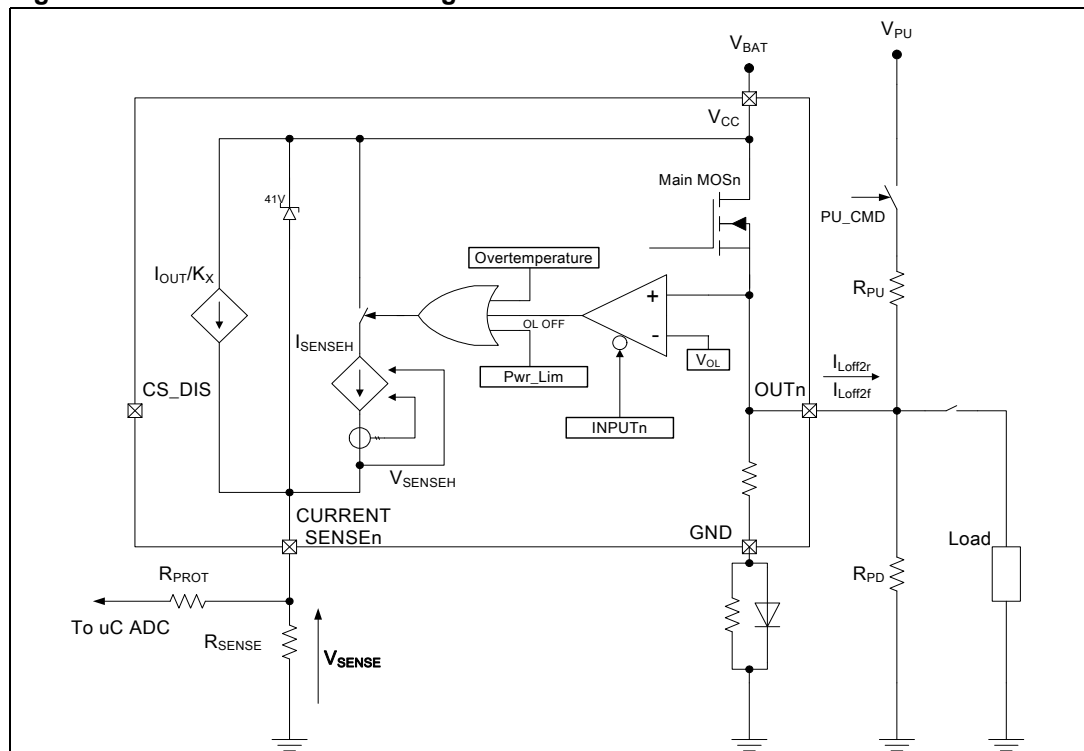 V_BAT
V_PU
V_CC
Main MOSn
41V
PU_CMD
Overtemperature
I_OUT/K_X
R_PU
+
OL OFF
-
I_SENSEH
V_OL
Pwr_Lim
I_Loff2r
CS_DIS
OUTn
I_Loff2f
INPUTn
V_SENSEH
CURRENT
SENSEn
GND
Load
R_PROT
R_PD
To uC ADC
R_SENSE
V_SENSE